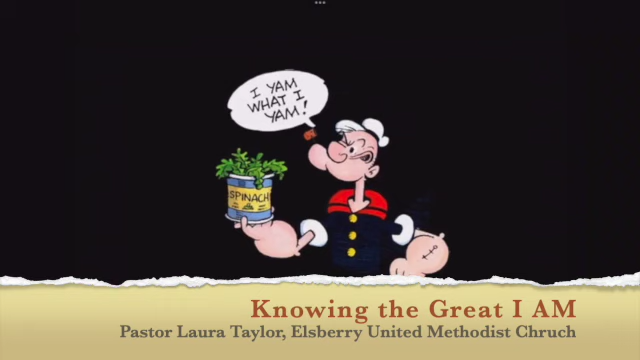 I YAM
WHAT I
YAM!
SPINACH
Knowing the Great I AM
Pastor Laura Taylor, Elsberry United Methodist Chruch